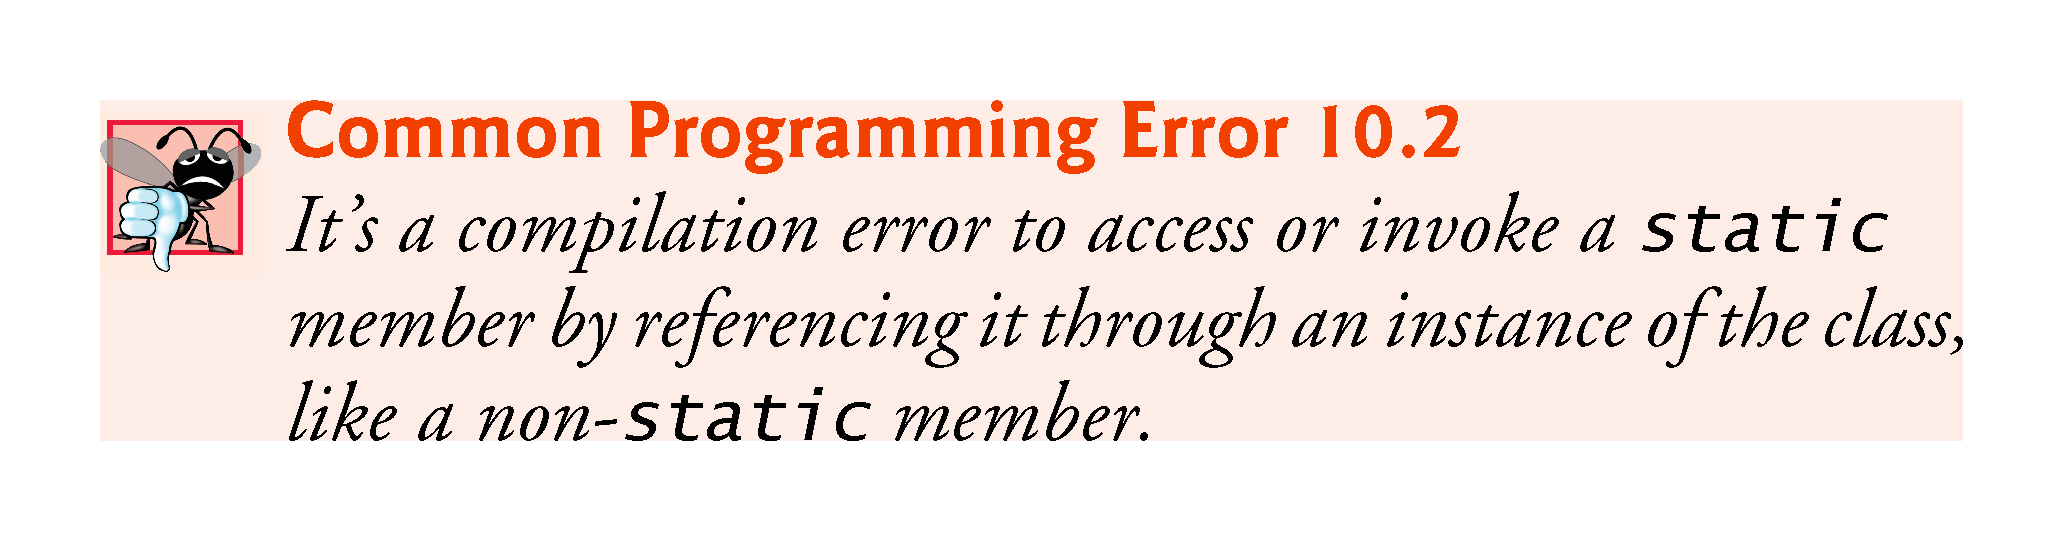 Common Programming Error 10.2
It’s a compilation error to access or invoke a static
member by referencing it through an instance of the class,
like a non-static member.